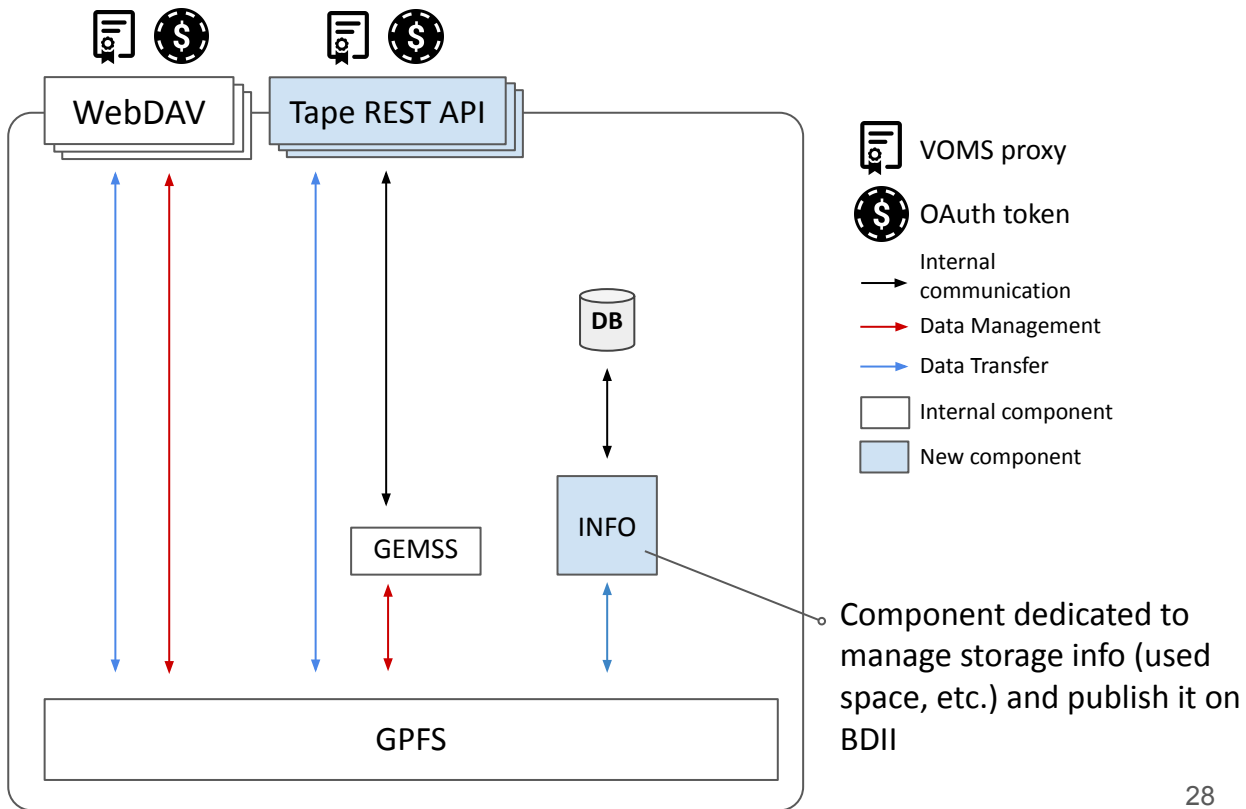 WebDAV
Tape REST API
DB
INFO
GEMSS
GPFS
VOMS proxy
$ OAuth token
Internal
communication
Data Management
Data Transfer
Internal component
New component
Component dedicated to
manage storage info (used
space, etc.) and publish it on
BDII
28